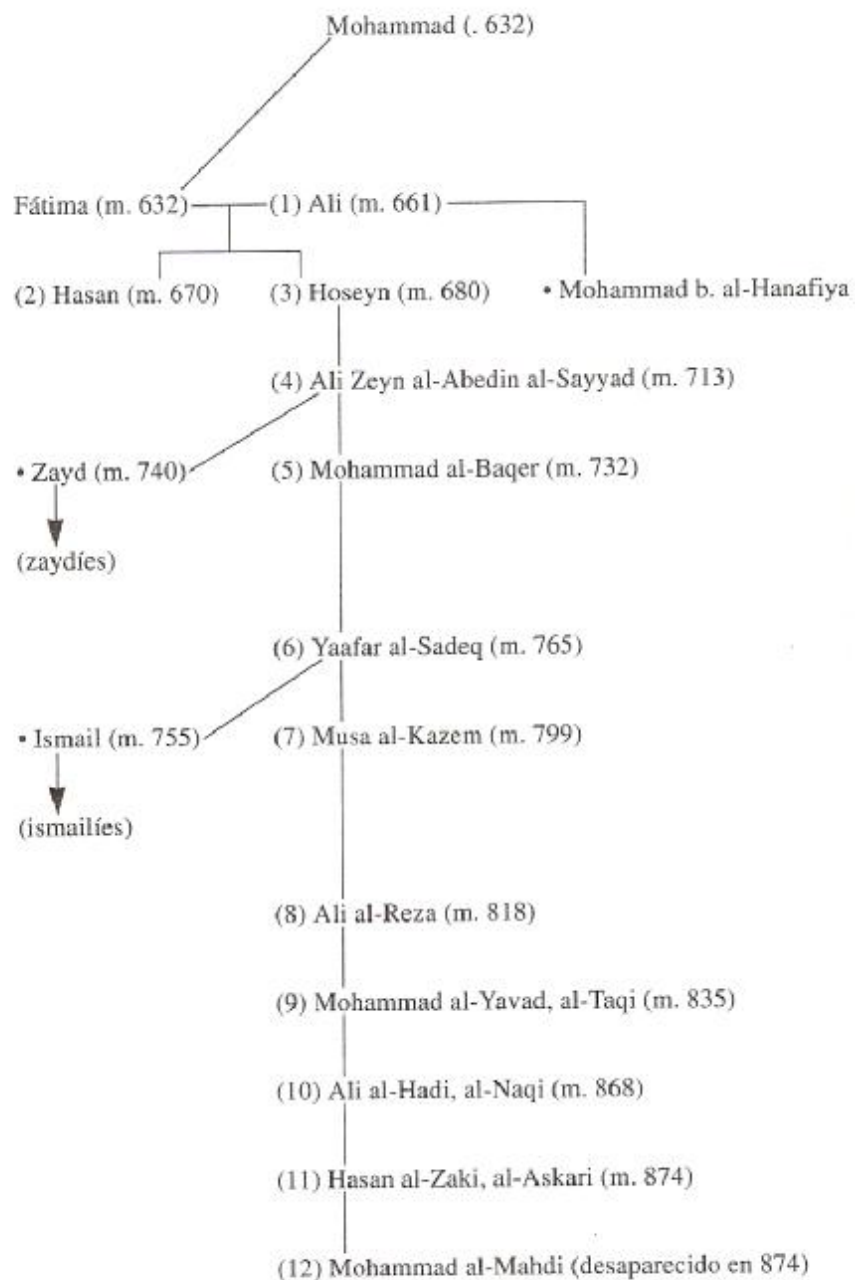 Mohammad (. 632)
Fátima (m. 632) (1) Ali (m. 661)
(2) Hasan (m. 670) (3) Hoseyn (m. 680) • Mohammad b. al-Hanafiya
(4) Ali Zeyn al-Abedin al-Sayyad (m. 713)
• Zayd (m. 740) (5) Mohammad al-Baqer (m. 732)
(zaydíes)
(6) Yaafar al-Sadeq (m. 765)
• Ismail (m. 755) (7) Musa al-Kazem (m. 799)
(ismailíes)
(8) Ali al-Reza (m. 818)
(9) Mohammad al-Yavad, al-Taqi (m. 835)
(10) Ali al-Hadi, al-Naqi (m. 868)
(11) Hasan al-Zaki, al-Askari (m. 874)
(12) Mohammad al-Mahdi (desaparecido en 874)